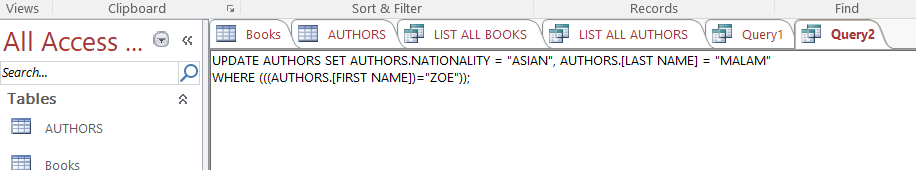 Views Clipboard Sort & Filter Records Find
All Access ...
Books AUTHORS LIST ALL BOOKS LIST ALL AUTHORS Query1 Query2
Search...
UPDATE AUTHORS SET AUTHORS.NATIONALITY = "ASIAN", AUTHORS.[LAST NAME] = "MALAM"
WHERE (((AUTHORS.[FIRST NAME])="ZOE"));
Tables
AUTHORS
Books